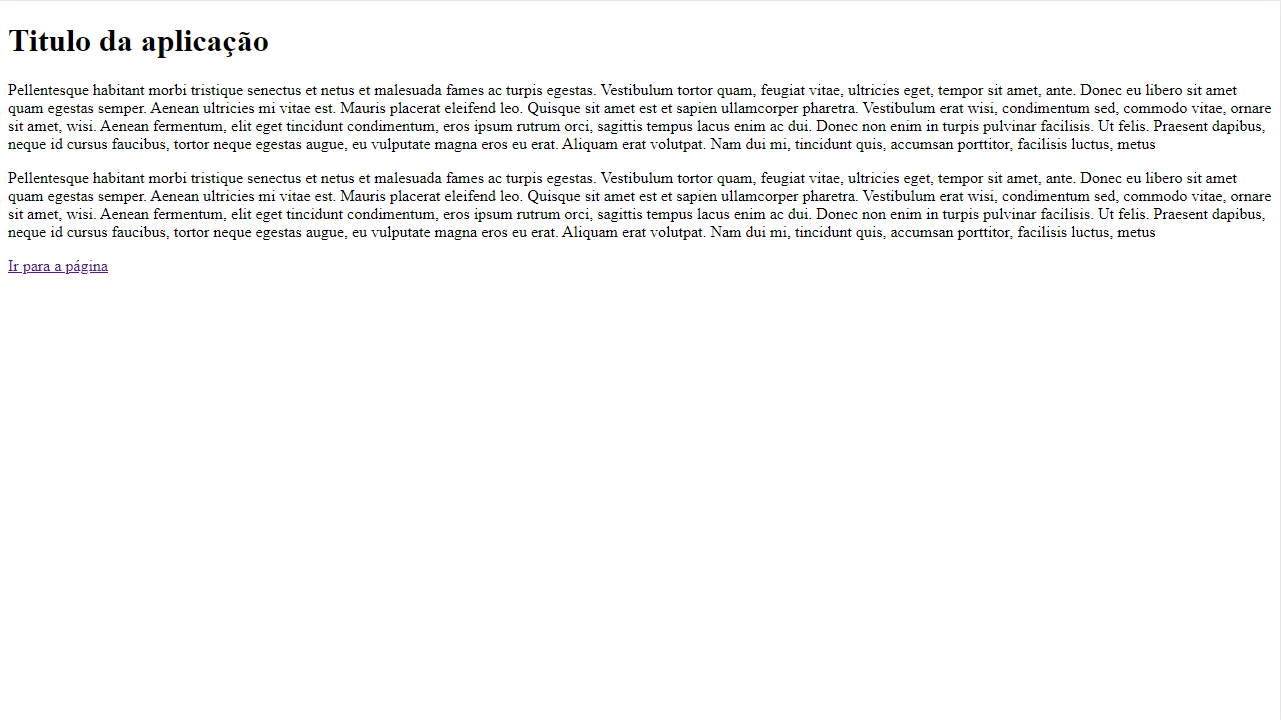 Titulo da aplicação
Pellentesque habitant morbi tristique senectus et netus et malesuada fames ac turpis egestas. Vestibulum tortor quam, feugiat vitae, ultricies eget, tempor sit amet, ante. Donec eu libero sit amet
quam egestas semper. Aenean ultricies mi vitae est. Mauris placerat eleifend leo. Quisque sit amet est et sapien ullamcorper pharetra. Vestibulum erat wisi, condimentum sed, commodo vitae, ornare
sit amet, wisi. Aenean fermentum, elit eget tincidunt condimentum, eros ipsum rutrum orci, sagittis tempus lacus enim ac dui. Donec non enim in turpis pulvinar facilisis. Ut felis. Praesent dapibus,
neque id cursus faucibus, tortor neque egestas augue, eu vulputate magna eros eu erat. Aliquam erat volutpat. Nam dui mi, tincidunt quis, accumsan porttitor, facilisis luctus, metus
Pellentesque habitant morbi tristique senectus et netus et malesuada fames ac turpis egestas. Vestibulum tortor quam, feugiat vitae, ultricies eget, tempor sit amet, ante. Donec eu libero sit amet
quam egestas semper. Aenean ultricies mi vitae est. Mauris placerat eleifend leo. Quisque sit amet est et sapien ullamcorper pharetra. Vestibulum erat wisi, condimentum sed, commodo vitae, ornare
sit amet, wisi. Aenean fermentum, elit eget tincidunt condimentum, eros ipsum rutrum orci, sagittis tempus lacus enim ac dui. Donec non enim in turpis pulvinar facilisis. Ut felis. Praesent dapibus,
neque id cursus faucibus, tortor neque egestas augue, eu vulputate magna eros eu erat. Aliquam erat volutpat. Nam dui mi, tincidunt quis, accumsan porttitor, facilisis luctus, metus
Ir para a página